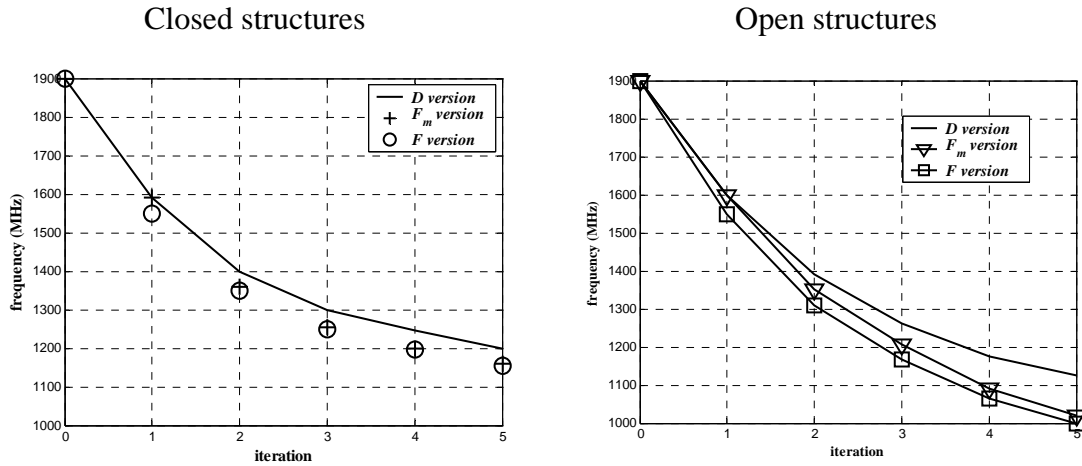 Closed structures
1900
1800
1700
1600
1500
1400
1300
1200
1100
1000
0 1 2 3 4 5
frequency (MHz)
iteration
D version
F_m version
F version
Open structures
1900
1800
1700
1600
1500
1400
1300
1200
1100
1000
0 1 2 3 4 5
frequency (MHz)
iteration
D version
F_m version
F version